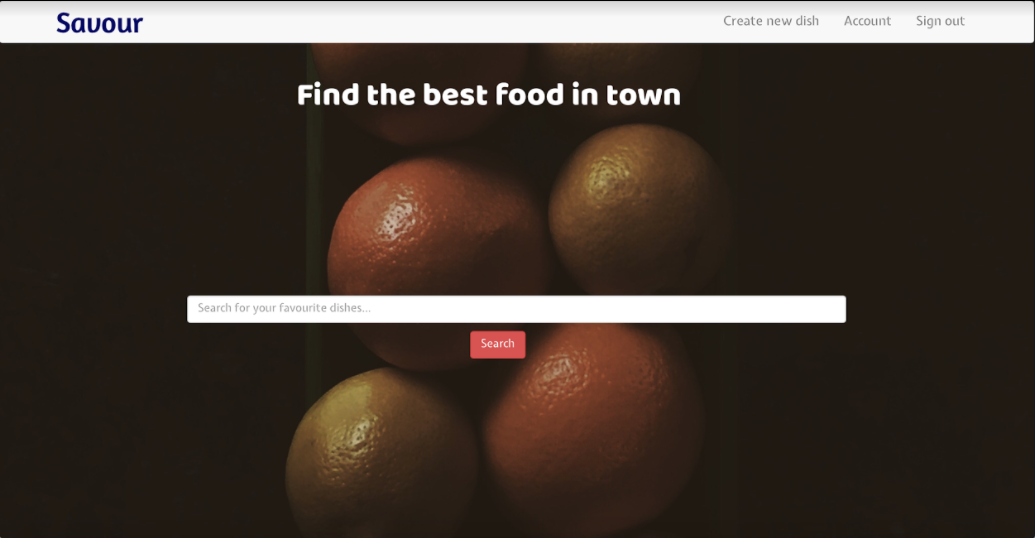 Savour
Create new dish Account Sign out
Find the best food in town
Search for your favourite dishes...
Search